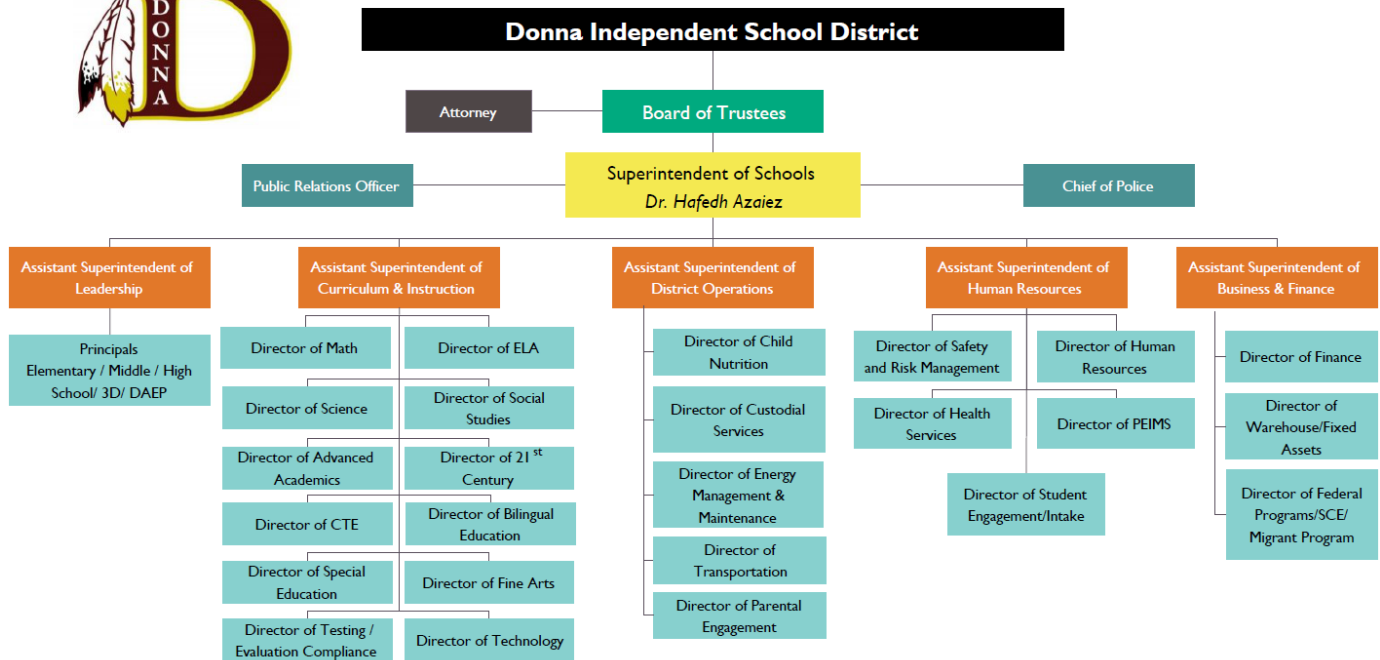 DONNA
Donna Independent School District
Attorney
Board of Trustees
Public Relations Officer
Superintendent of Schools
Dr. Hafedh Azaiez
Chief of Police
Assistant Superintendent of
Leadership
Assistant Superintendent of
Curriculum & Instruction
Assistant Superintendent of
District Operations
Assistant Superintendent of
Human Resources
Assistant Superintendent of
Business & Finance
Principals
Elementary / Middle / High
School/ 3D/ DAEP
Director of Math
Director of ELA
Director of Science
Director of Social
Studies
Director of Advanced
Academics
Director of 21st
Century
Director of CTE
Director of Bilingual
Education
Director of Special
Education
Director of Fine Arts
Director of Testing /
Evaluation Compliance
Director of Technology
Director of Child
Nutrition
Director of Custodial
Services
Director of Energy
Management &
Maintenance
Director of
Transportation
Director of Parental
Engagement
Director of Safety
and Risk Management
Director of Human
Resources
Director of Health
Services
Director of PEIMS
Director of Student
Engagement/Intake
Director of Finance
Director of
Warehouse/Fixed
Assets
Director of Federal
Programs/SCE/
Migrant Program